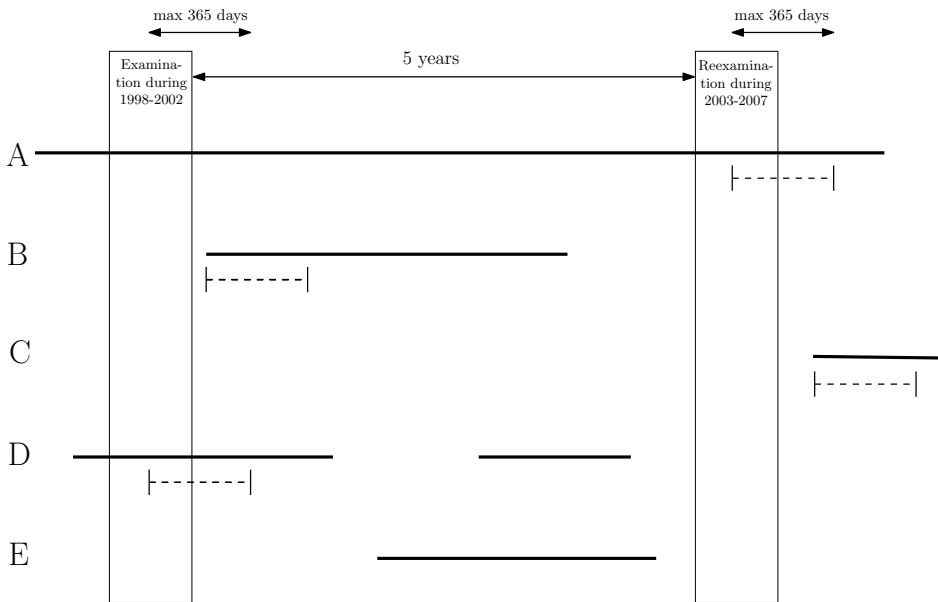 max 365 days
max 365 days
5 years
Examina-
tion during
1998-2002
Reexamina-
tion during
2003-2007
A
B
C
D
E